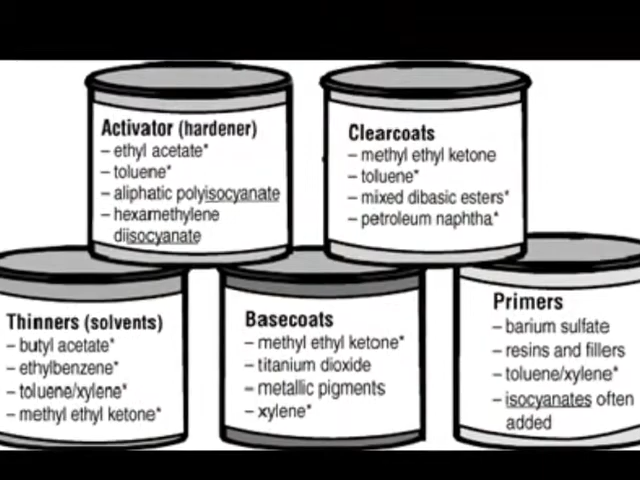 Activator (hardener)
– ethyl acetate*
– toluene*
– aliphatic polyisocyanate
– hexamethylene
diisocyanate
Clearcoats
– methyl ethyl ketone
– toluene*
– mixed dibasic esters*
– petroleum naphtha*
Thinners (solvents)
– butyl acetate*
– ethylbenzene*
– toluene/xylene*
– methyl ethyl ketone*
Basecoats
– methyl ethyl ketone*
– titanium dioxide
– metallic pigments
– xylene*
Primers
– barium sulfate
– resins and fillers
– toluene/xylene*
– isocyanates often
added